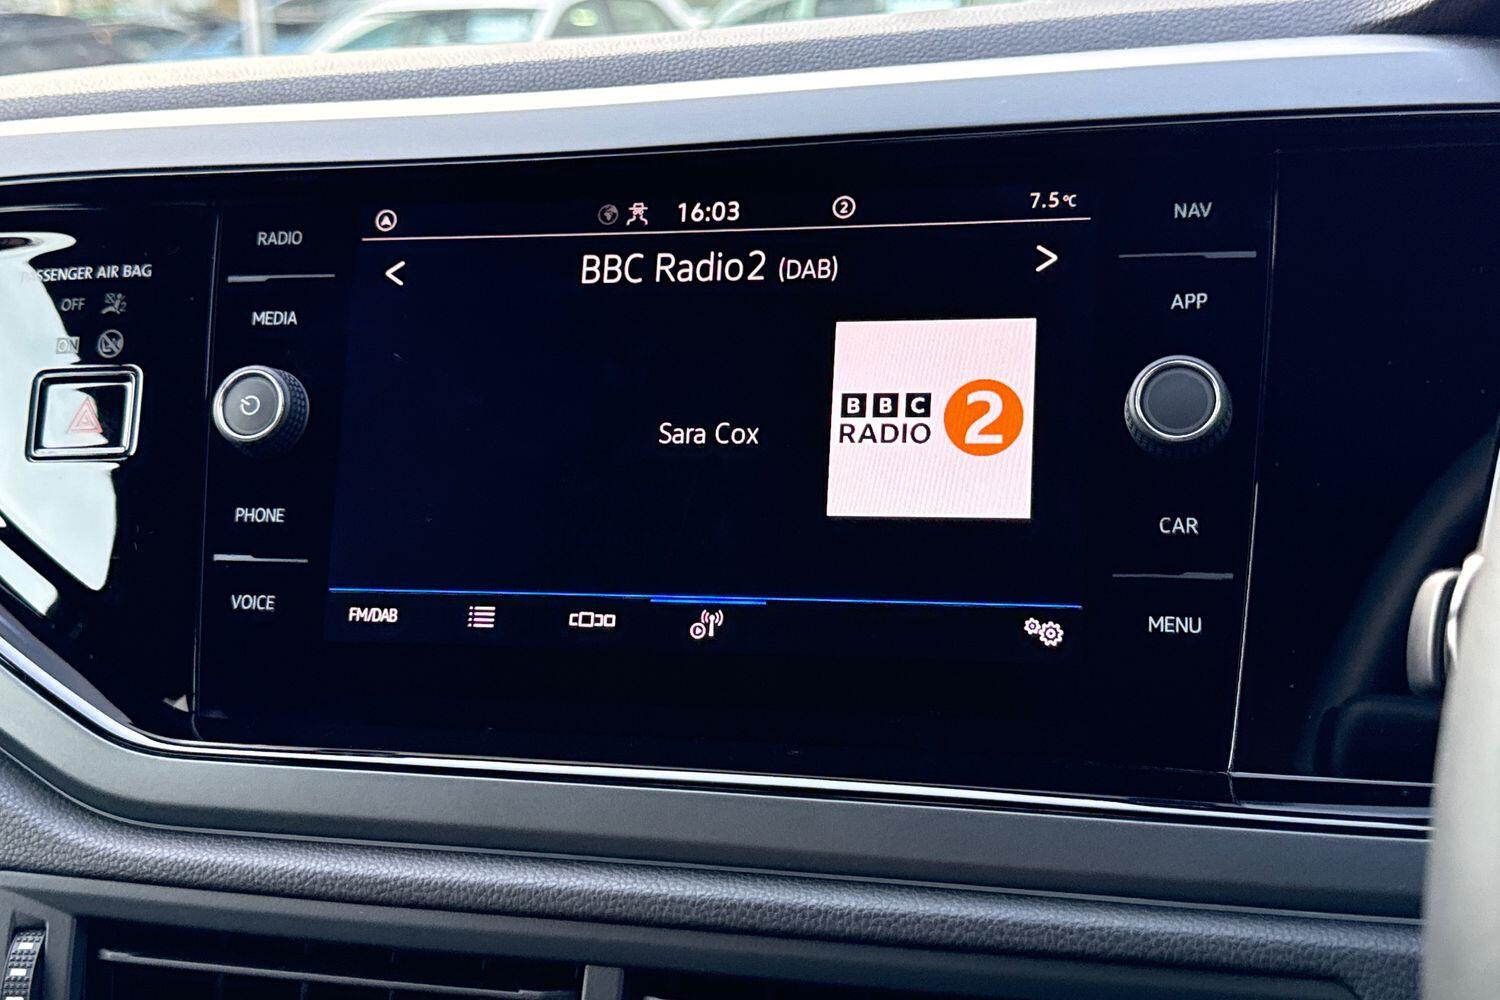 PASSENGER AIR BAG
OFF
ON
RADIO
MEDIA
PHONE
VOICE
16:03
2
7.5°C
< BBC Radio2 (DAB) >
Sara Cox
BBC
RADIO 2
FM/DAB
NAV
APP
CAR
MENU